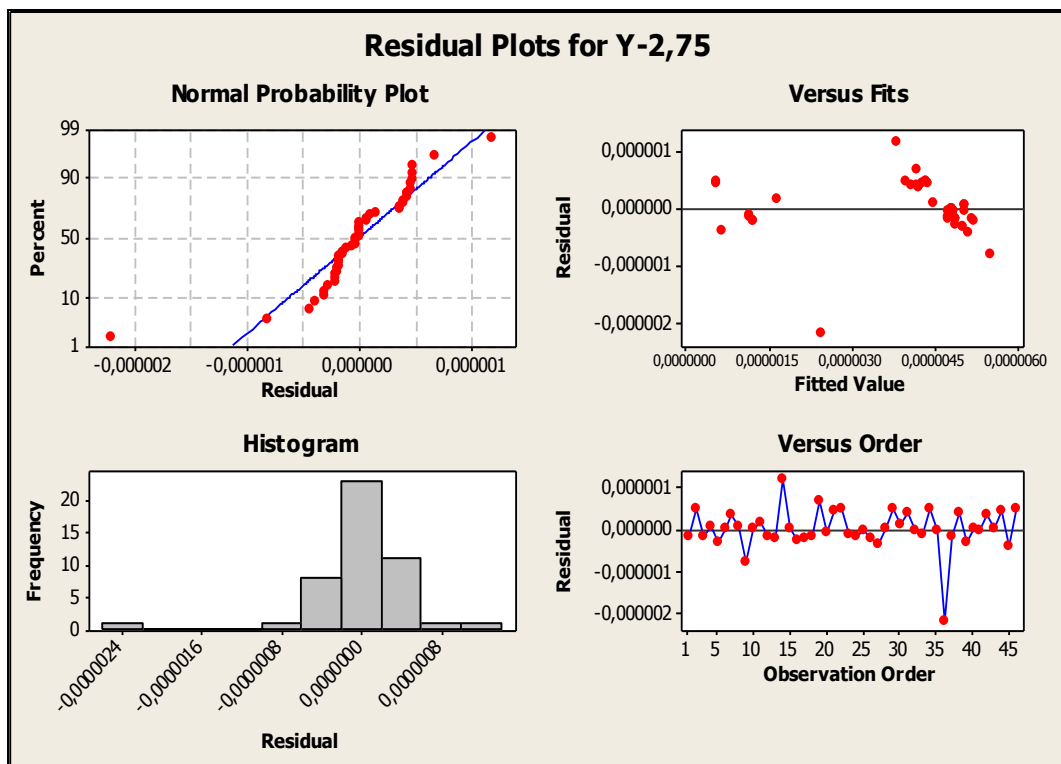 Residual Plots for Y-2,75
Normal Probability Plot
99
90
50
10
1
Percent
-0,000002 -0,000001 0,000000 0,000001
Residual
Versus Fits
0,000001
0,000000
-0,000001
-0,000002
Residual
0,0000000 0,0000015 0,0000030 0,0000045 0,0000060
Fitted Value
Histogram
20
15
10
5
0
Frequency
-0,0000024 -0,0000016 -0,0000008 0,0000000 0,0000008
Residual
Versus Order
0,000001
0,000000
-0,000001
-0,000002
Residual
1 5 10 15 20 25 30 35 40 45
Observation Order